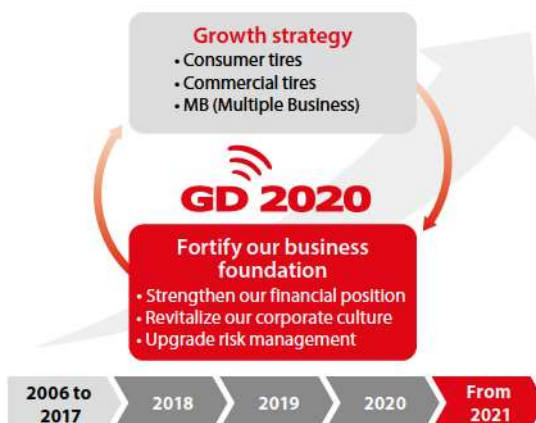 Growth strategy
• Consumer tires
• Commercial tires
• MB (Multiple Business)
GD 2020
Fortify our business
foundation
• Strengthen our financial position
• Revitalize our corporate culture
• Upgrade risk management
2006 to
2017
2018
2019
2020
From
2021